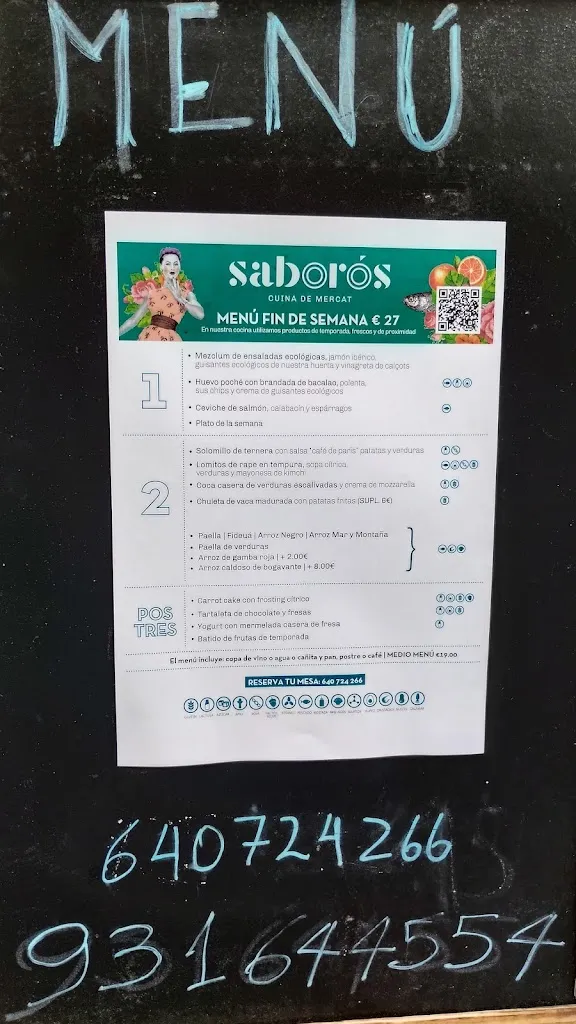 MENÚ
saborós
CUINA DE MERCAT
MENÚ FIN DE SEMANA € 27
En nuestra cocina utilizamos productos de temporada, frescos y de proximidad
1
• Mezclum de ensaladas ecológicas, jamón ibérico,
guisantes ecológicos de nuestra huerta y vinagreta de calçots
• Huevo poché con brandada de bacalao, polenta,
sus chips y crema de guisantes ecológicos
• Ceviche de salmón, calabacín y espárragos
• Plato de la semana
2
• Solomillo de ternera con salsa "café de parís" patatas y verduras
• Lomitos de rape en tempura, sopa cítrica,
verduras y mayonesa de kimchi
• Coca casera de verduras escalivadas y crema de mozzarella
• Chuleta de vaca madurada con patatas fritas (SUPL. 6€)
• Paella | Fideuá | Arroz Negro | Arroz Mar y Montaña
• Paella de verduras
• Arroz de gamba roja | + 2.00€
• Arroz caldoso de bogavante | + 8.00€
POS
TRES
• Carrot cake con frosting cítrico
• Tartaleta de chocolate y fresas
• Yogurt con mermelada casera de fresa
• Batido de frutas de temporada
El menú incluye: copa de vino o agua o cañita y pan, postre o café | MEDIO MENÚ €19.00
RESERVA TU MESA: 640 724 266
640724266
931644554